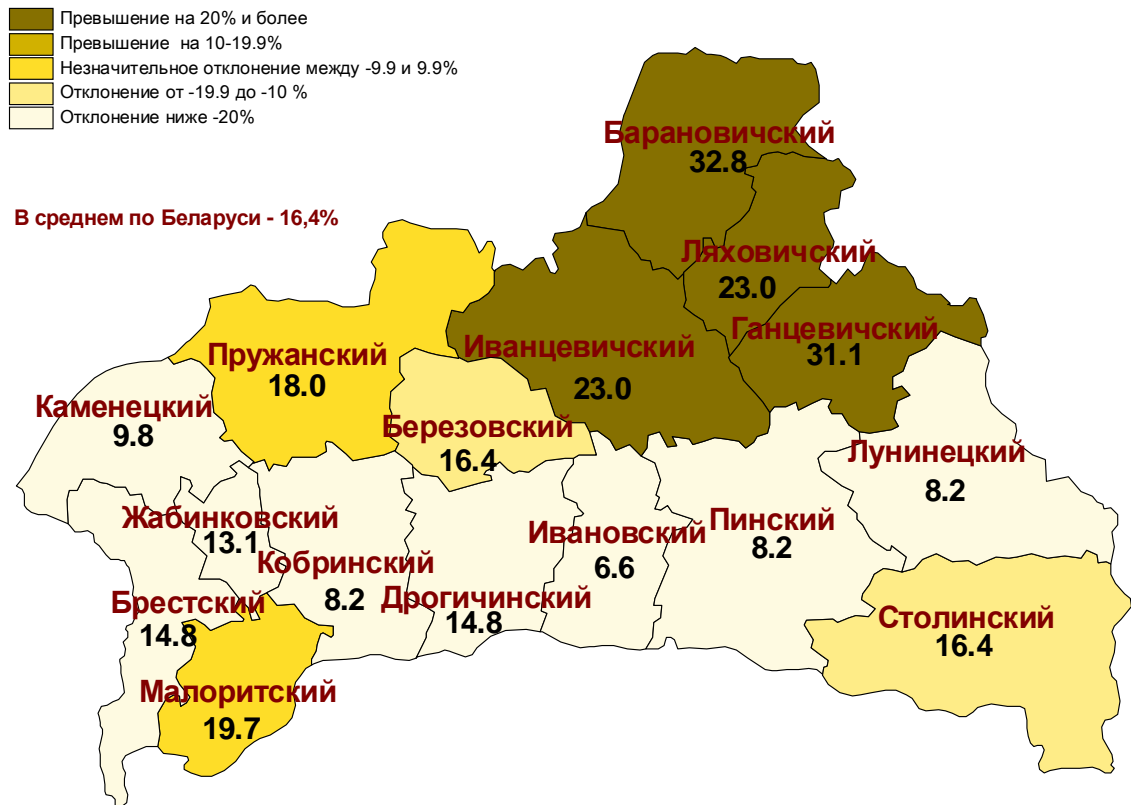 Превышение на 20% и более
Превышение на 10-19.9%
Незначительное отклонение между -9.9 и 9.9%
Отклонение от -19.9 до -10 %
Отклонение ниже -20%
В среднем по Беларуси - 16,4%
Барановичский
32.8
Ляховичский
23.0
Ганцевичский
31.1
Иванцевичский
23.0
Пружанский
18.0
Каменецкий
9.8
Березовский
16.4
Лунинецкий
8.2
Жабинковский
13.1
Кобринский
8.2
Ивановский
6.6
Пинский
8.2
Дрогичинский
14.8
Брестский
14.8
Столинский
16.4
Малоритский
19.7